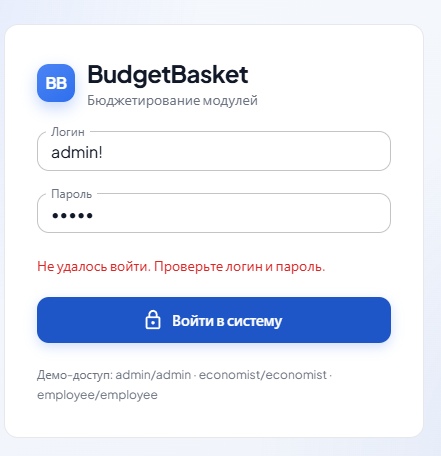 BB
BudgetBasket
Бюджетирование модулей
Логин
admin!
Пароль
•••••
Не удалось войти. Проверьте логин и пароль.
Войти в систему
Демо-доступ: admin/admin · economist/economist ·
employee/employee